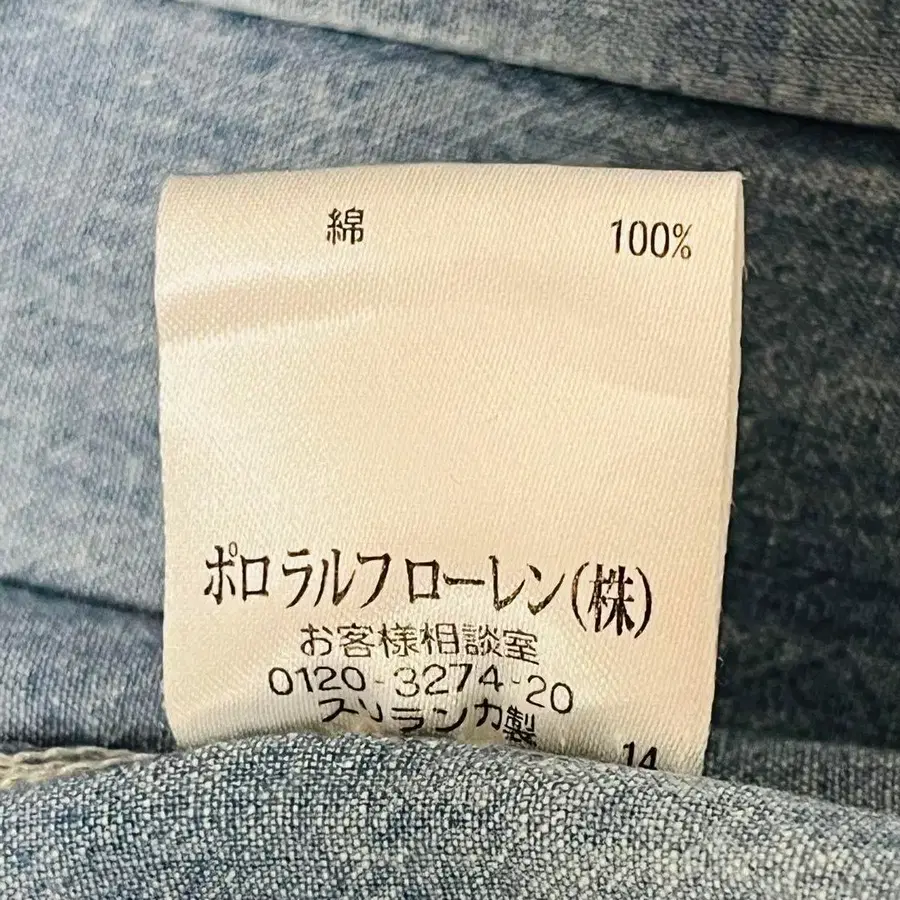 綿 100%
ポロ ラルフ ローレン(株)
お客様相談室
0120-3274-20
スリランカ製
14